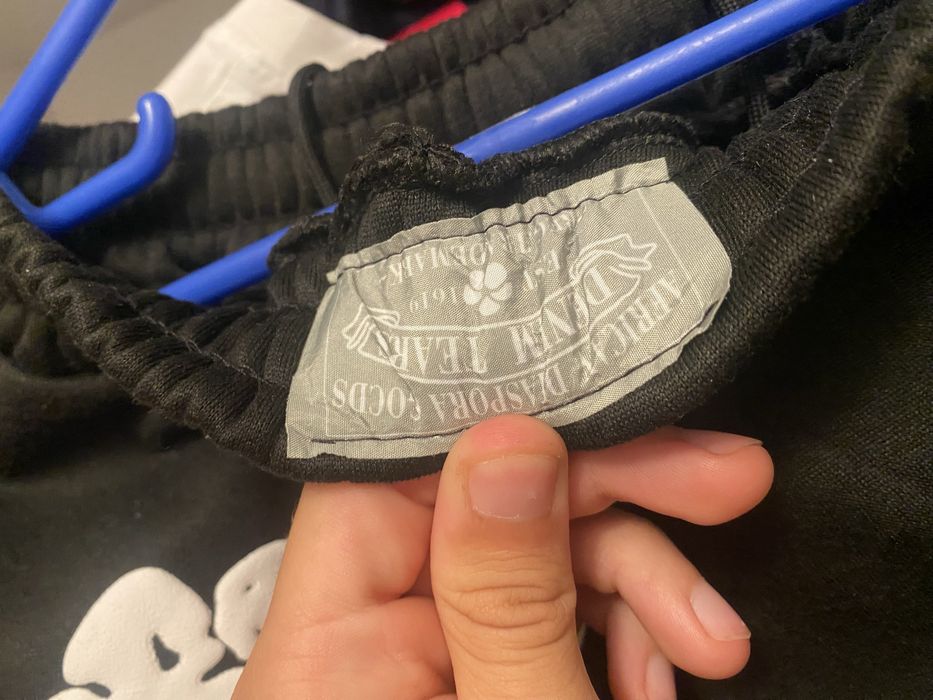 AFRICAN DIASPORA GOODS
DENIM TEARS
1619
TRADEMARK